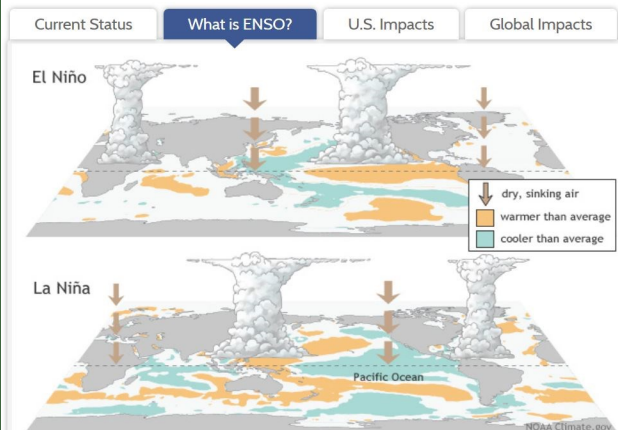 Current Status
What is ENSO?
U.S. Impacts
Global Impacts
El Niño
dry, sinking air
warmer than average
cooler than average
La Niña
Pacific Ocean
NOAA Climate.gov